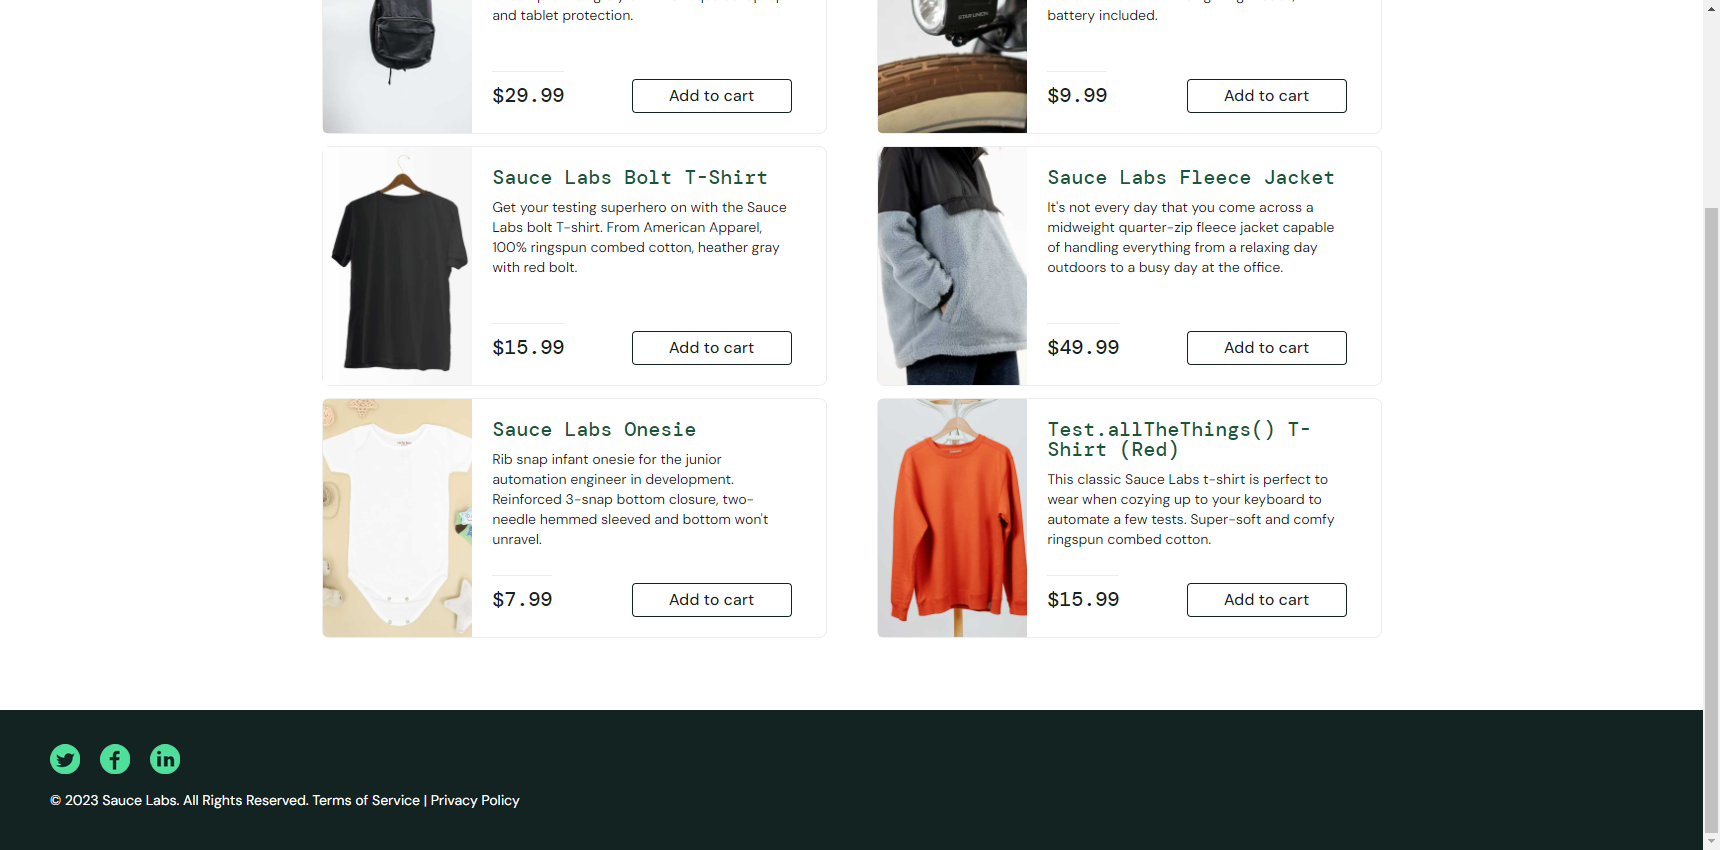 and tablet protection.
$29.99
Add to cart
STAR UNION
battery included.
$9.99
Add to cart
Sauce Labs Bolt T-Shirt
Get your testing superhero on with the Sauce
Labs bolt T-shirt. From American Apparel,
100% ringspun combed cotton, heather gray
with red bolt.
$15.99
Add to cart
Sauce Labs Fleece Jacket
It's not every day that you come across a
midweight quarter-zip fleece jacket capable
of handling everything from a relaxing day
outdoors to a busy day at the office.
$49.99
Add to cart
Sauce Labs Onesie
Rib snap infant onesie for the junior
automation engineer in development.
Reinforced 3-snap bottom closure, two-
needle hemmed sleeved and bottom won't
unravel.
$7.99
Add to cart
Test.allTheThings() T-
Shirt (Red)
This classic Sauce Labs t-shirt is perfect to
wear when cozying up to your keyboard to
automate a few tests. Super-soft and comfy
ringspun combed cotton.
$15.99
Add to cart
© 2023 Sauce Labs. All Rights Reserved. Terms of Service | Privacy Policy